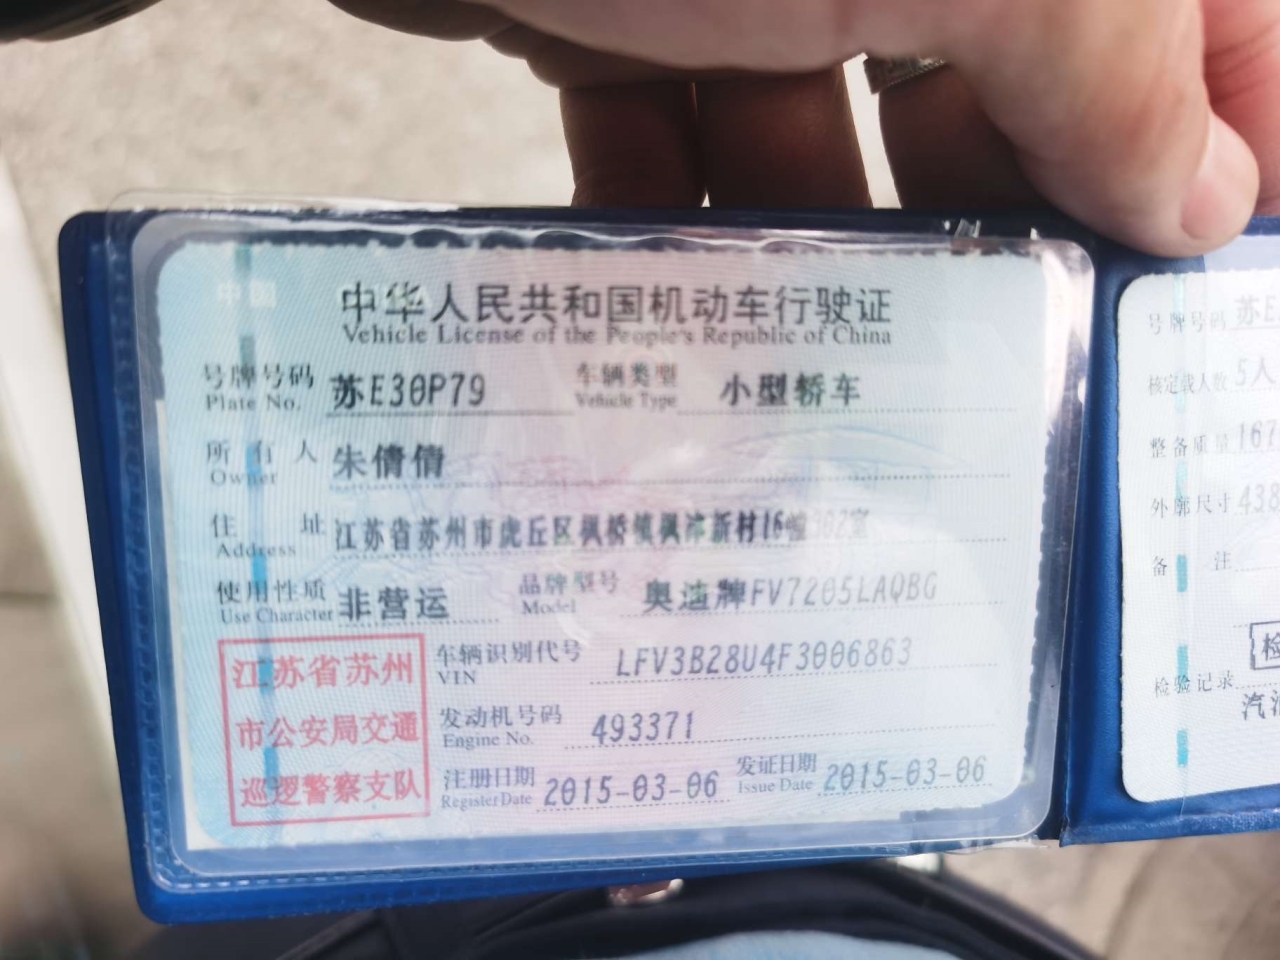 中国
中华人民共和国机动车行驶证
Vehicle License of the People's Republic of China
号牌号码 苏E30P79 车辆类型 小型轿车
Plate No. Vehicle Type
所有人 朱倩倩
Owner
住址 江苏省苏州市虎丘区枫桥镇枫津新村16幢302室
Address
使用性质 非营运 品牌型号 奥迪牌FV7205LAQBG
Use Character Model
江苏省苏州
市公安局交通
巡逻警察支队
车辆识别代号 LFV3B28U4F3006863
VIN
发动机号码 493371
Engine No.
注册日期 2015-03-06 发证日期 2015-03-06
Register Date Issue Date
号牌号码 苏E
核定载人数 5人
整备质量 167
外廓尺寸 438
备注
检
检验记录
汽